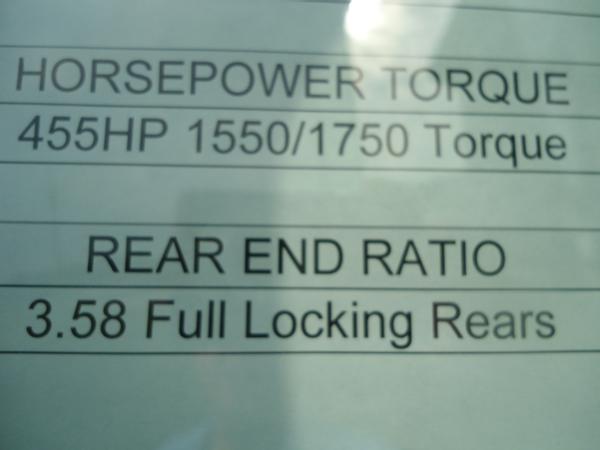 HORSEPOWER TORQUE
455HP 1550/1750 Torque
REAR END RATIO
3.58 Full Locking Rears